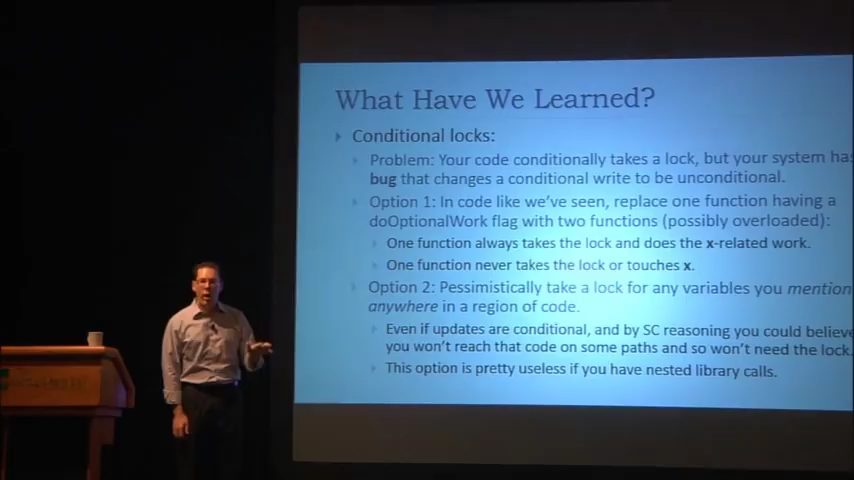 What Have We Learned?
Conditional locks:
Problem: Your code conditionally takes a lock, but your system has
bug that changes a conditional write to be unconditional.
Option 1: In code like we've seen, replace one function having a
doOptionalWork flag with two functions (possibly overloaded):
One function always takes the lock and does the x-related work.
One function never takes the lock or touches x.
Option 2: Pessimistically take a lock for any variables you mention
anywhere in a region of code.
Even if updates are conditional, and by SC reasoning you could believe
you won't reach that code on some paths and so won't need the lock.
This option is pretty useless if you have nested library calls.